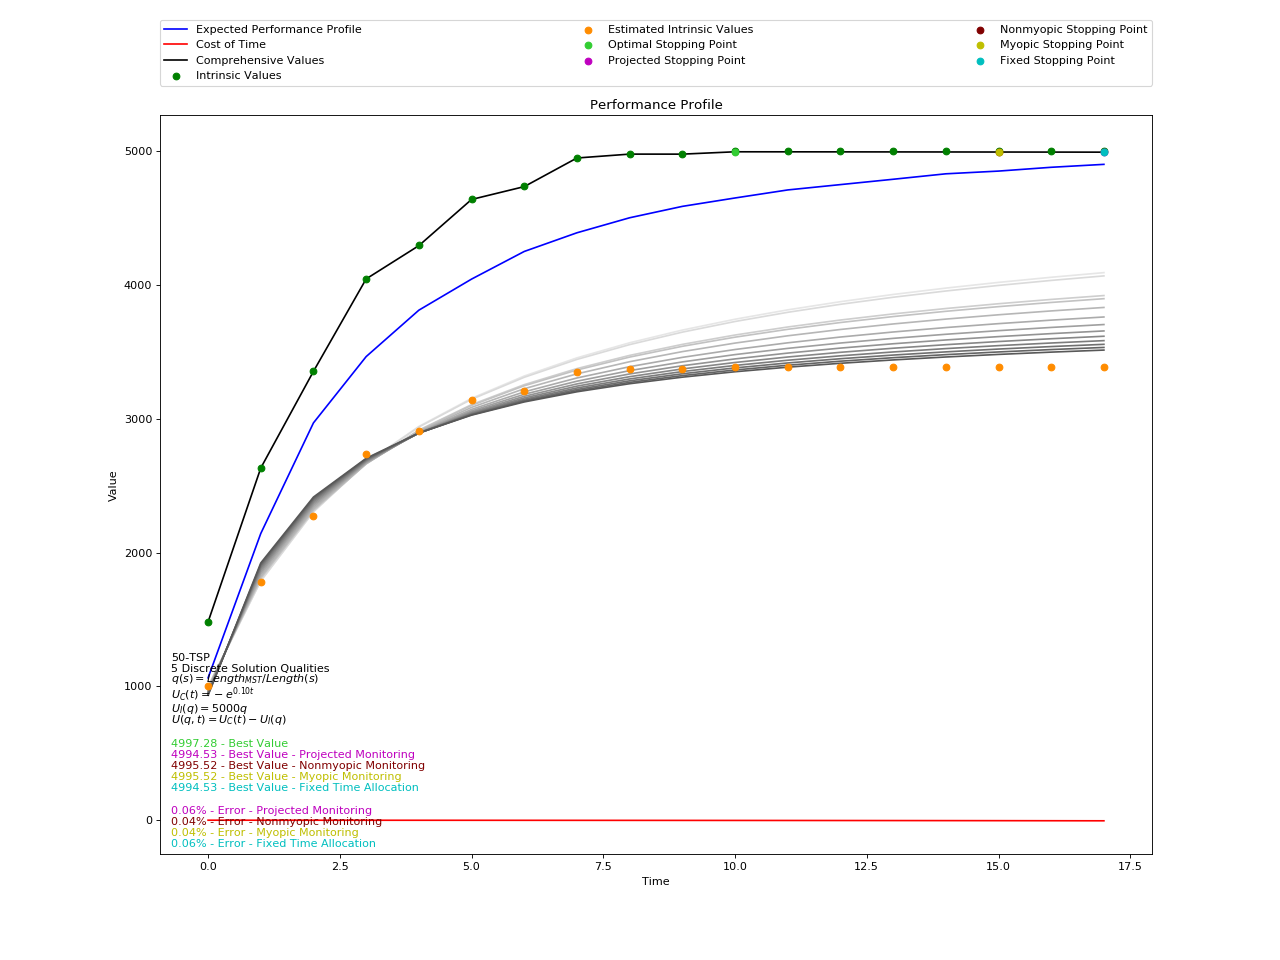 Expected Performance Profile
Cost of Time
Comprehensive Values
Intrinsic Values
Estimated Intrinsic Values
Optimal Stopping Point
Projected Stopping Point
Nonmyopic Stopping Point
Myopic Stopping Point
Fixed Stopping Point
Performance Profile
Value
5000
4000
3000
2000
1000
0
50-TSP
5 Discrete Solution Qualities
q(s) = Length_{MST}/Length(s)
U_C(t) = −e^{0.10t}
U_I(q) = 5000q
U(q, t) = U_C(t) − U_I(q)
4997.28 - Best Value
4994.53 - Best Value - Projected Monitoring
4995.52 - Best Value - Nonmyopic Monitoring
4995.52 - Best Value - Myopic Monitoring
4994.53 - Best Value - Fixed Time Allocation
0.06% - Error - Projected Monitoring
0.04% - Error - Nonmyopic Monitoring
0.04% - Error - Myopic Monitoring
0.06% - Error - Fixed Time Allocation
0.0 2.5 5.0 7.5 10.0 12.5 15.0 17.5
Time